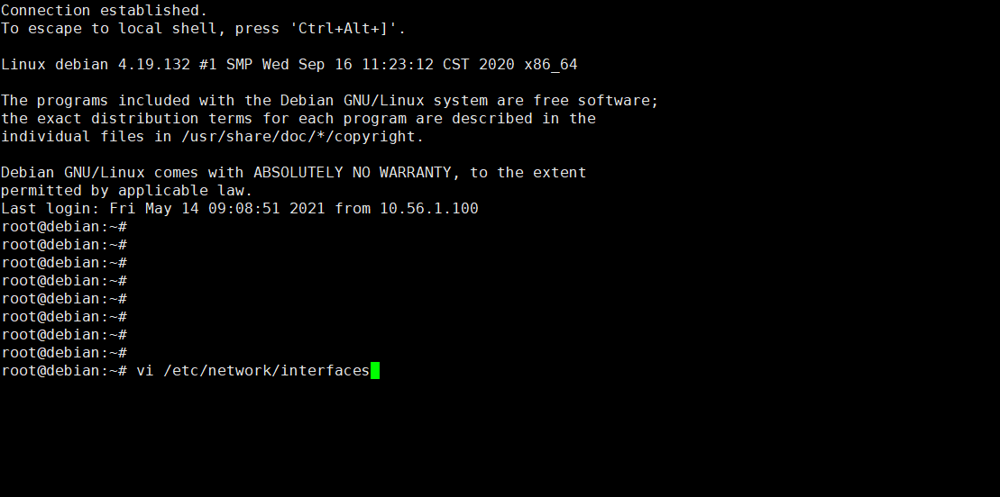 Connection established.
To escape to local shell, press 'Ctrl+Alt+]'.
Linux debian 4.19.132 #1 SMP Wed Sep 16 11:23:12 CST 2020 x86_64
The programs included with the Debian GNU/Linux system are free software;
the exact distribution terms for each program are described in the
individual files in /usr/share/doc/*/copyright.
Debian GNU/Linux comes with ABSOLUTELY NO WARRANTY, to the extent
permitted by applicable law.
Last login: Fri May 14 09:08:51 2021 from 10.56.1.100
root@debian:~#
root@debian:~#
root@debian:~#
root@debian:~#
root@debian:~#
root@debian:~#
root@debian:~#
root@debian:~#
root@debian:~# vi /etc/network/interfaces